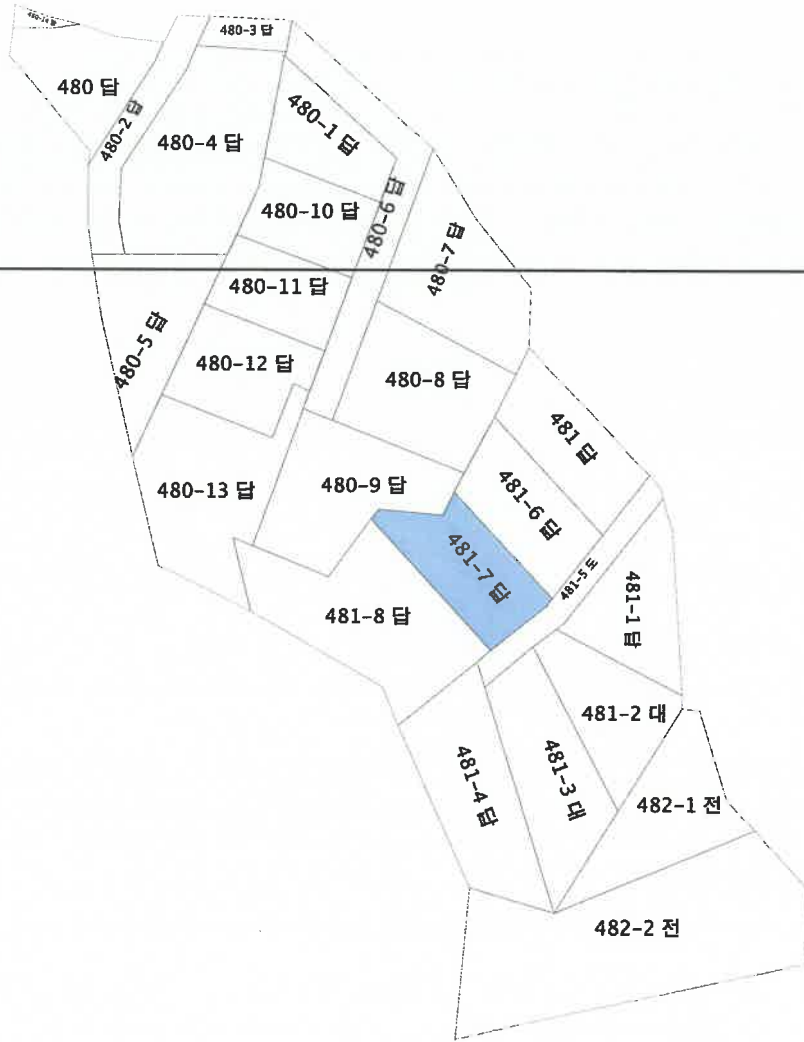 480-14 답
480-3 답
480 답
480-2 답
480-4 답
480-1 답
480-10 답
480-6 답
480-7 답
480-11 답
480-5 답
480-12 답
480-8 답
481 답
480-13 답
480-9 답
481-6 답
481-7 답
481-5 도
481-1 답
481-8 답
481-2 대
481-4 답
481-3 대
482-1 전
482-2 전